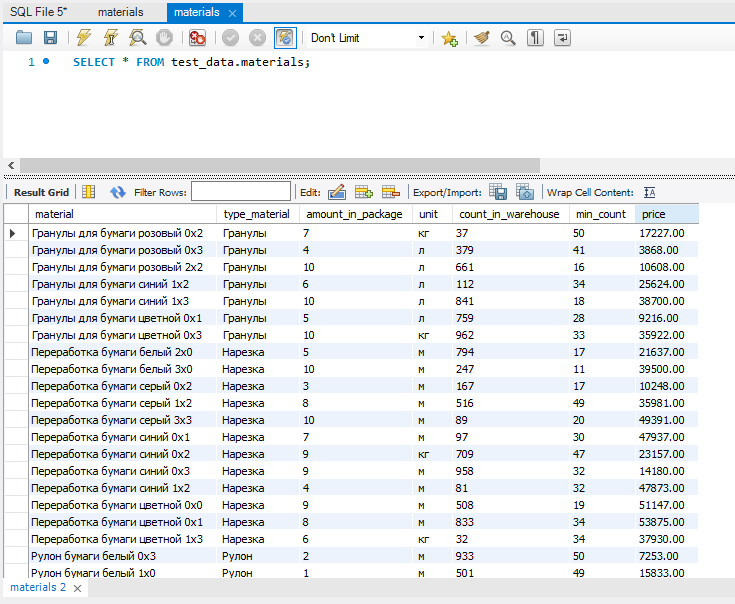 SQL File 5* materials materials
Don't Limit
1 SELECT * FROM test_data.materials;
Result Grid Filter Rows: Edit: Export/Import: Wrap Cell Content:
material type_material amount_in_package unit count_in_warehouse min_count price
Гранулы для бумаги розовый 0x2 Гранулы 7 кг 37 50 17227.00
Гранулы для бумаги розовый 0x3 Гранулы 4 л 379 41 3868.00
Гранулы для бумаги розовый 2x2 Гранулы 10 л 661 16 10608.00
Гранулы для бумаги синий 1x2 Гранулы 6 л 112 34 25624.00
Гранулы для бумаги синий 1x3 Гранулы 10 л 841 18 38700.00
Гранулы для бумаги цветной 0x1 Гранулы 5 л 759 28 9216.00
Гранулы для бумаги цветной 0x3 Гранулы 10 кг 962 33 35922.00
Переработка бумаги белый 2x0 Нарезка 5 м 794 17 21637.00
Переработка бумаги белый 3x0 Нарезка 10 м 247 11 39500.00
Переработка бумаги серый 0x2 Нарезка 3 м 167 17 10248.00
Переработка бумаги серый 1x2 Нарезка 8 м 516 49 35981.00
Переработка бумаги серый 3x3 Нарезка 10 м 89 20 49391.00
Переработка бумаги синий 0x1 Нарезка 7 м 97 30 47937.00
Переработка бумаги синий 0x2 Нарезка 9 кг 709 47 23157.00
Переработка бумаги синий 0x3 Нарезка 9 м 958 32 14180.00
Переработка бумаги синий 1x2 Нарезка 4 м 81 32 47873.00
Переработка бумаги цветной 0x0 Нарезка 9 м 508 19 51147.00
Переработка бумаги цветной 0x1 Нарезка 8 м 833 34 53875.00
Переработка бумаги цветной 1x3 Нарезка 6 кг 32 34 37930.00
Рулон бумаги белый 0x3 Рулон 2 м 933 50 7253.00
Рулон бумаги белый 1x0 Рулон 1 м 501 49 15833.00
materials 2